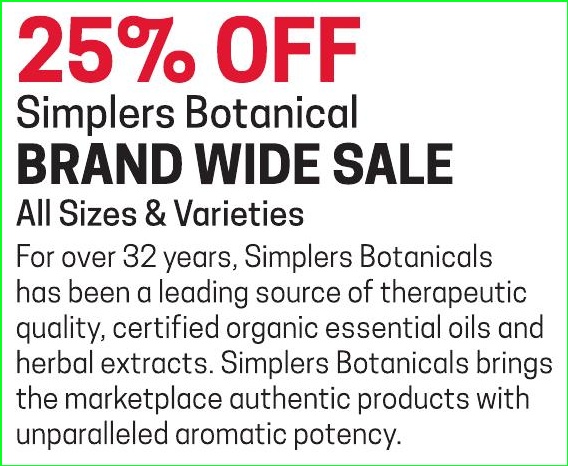 25% OFF
Simplers Botanical
BRAND WIDE SALE
All Sizes & Varieties
For over 32 years, Simplers Botanicals
has been a leading source of therapeutic
quality, certified organic essential oils and
herbal extracts. Simplers Botanicals brings
the marketplace authentic products with
unparalleled aromatic potency.